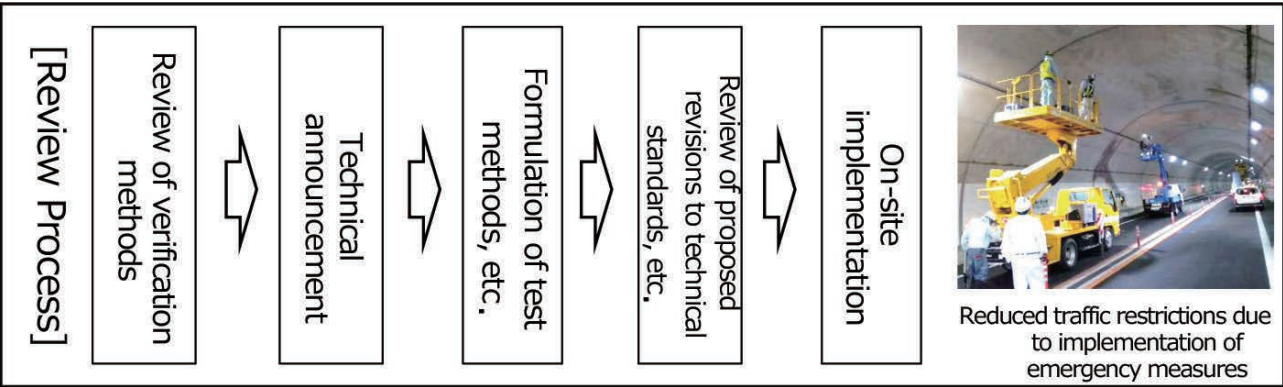 [Review Process]
Review of verification
methods
Technical
announcement
Formulation of test
methods, etc.
Review of proposed
revisions to technical
standards, etc.
On-site
implementation
Reduced traffic restrictions due
to implementation of
emergency measures